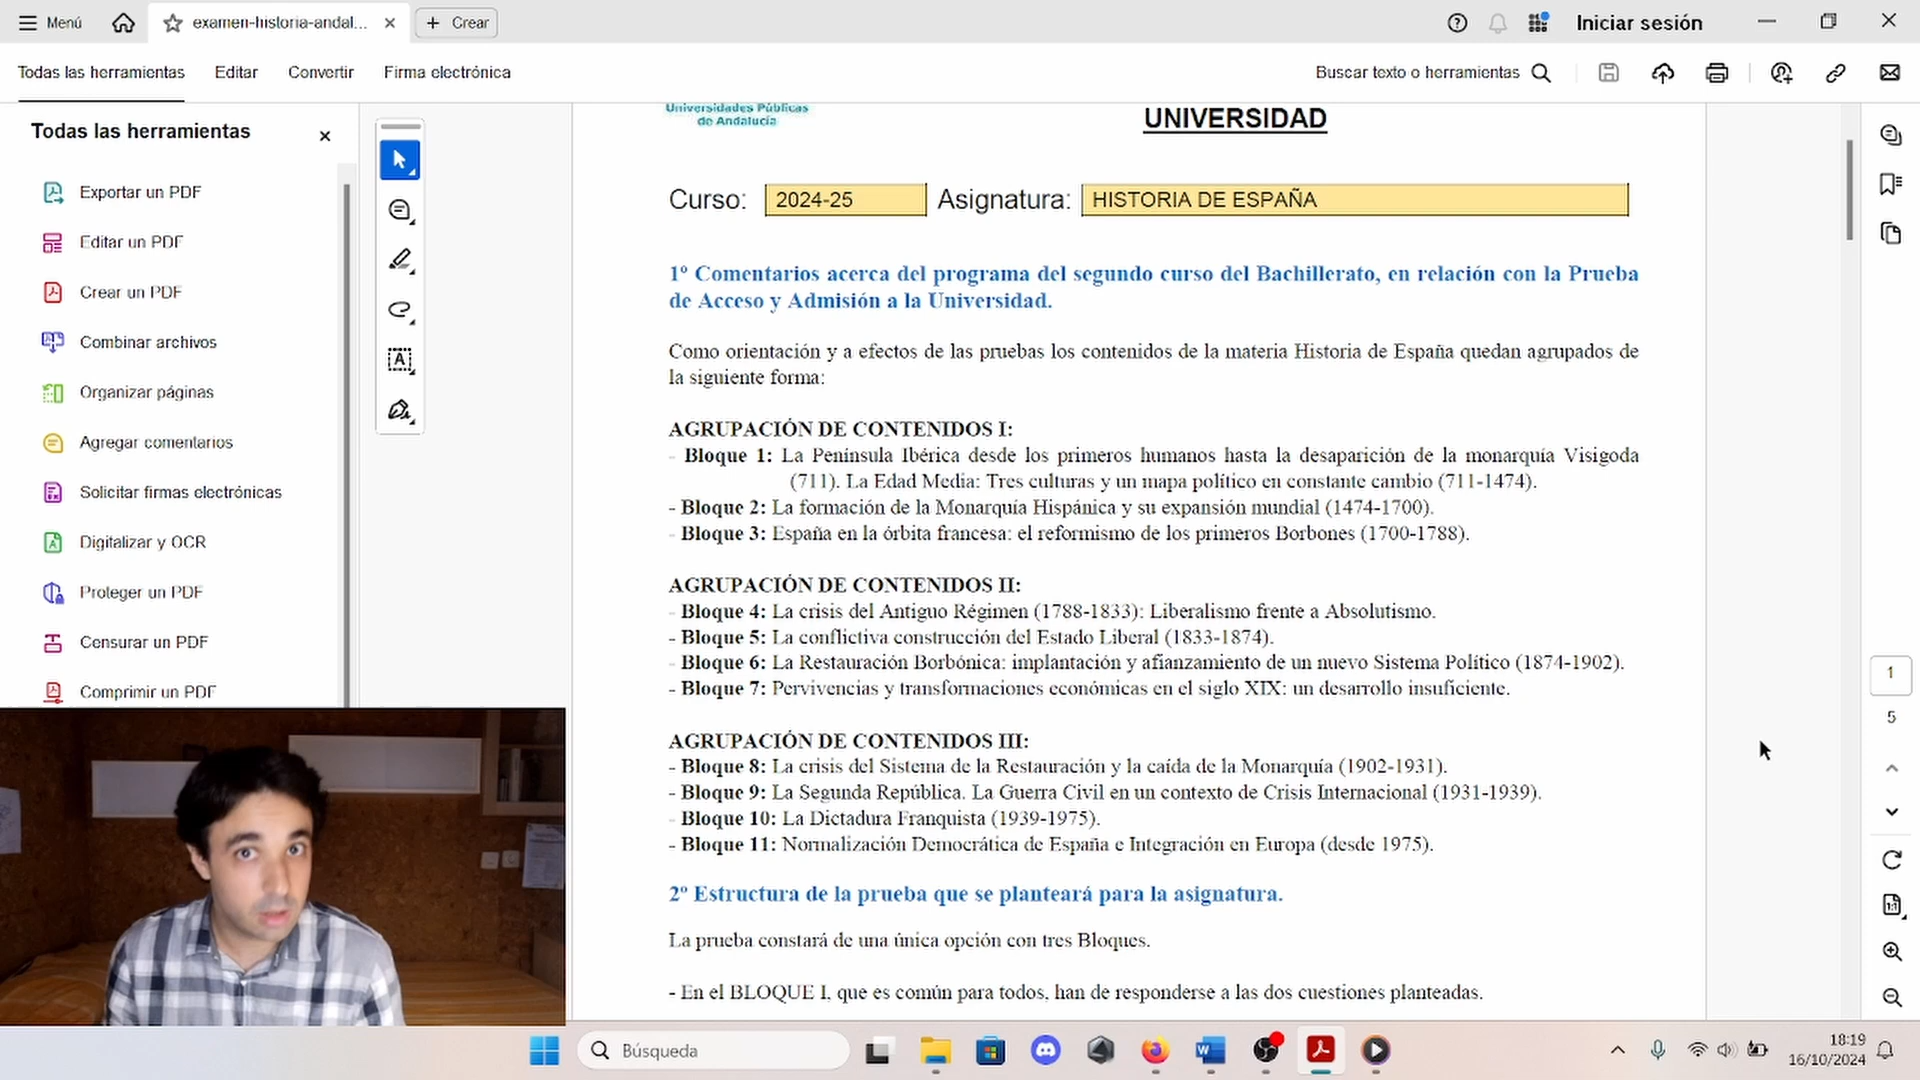 Menú
examen-historia-andal...
Crear
Iniciar sesión
Todas las herramientas
Editar
Convertir
Firma electrónica
Buscar texto o herramientas
Todas las herramientas
Exportar un PDF
Editar un PDF
Crear un PDF
Combinar archivos
Organizar páginas
Agregar comentarios
Solicitar firmas electrónicas
Digitalizar y OCR
Proteger un PDF
Censurar un PDF
Comprimir un PDF
Universidades Públicas
de Andalucía
UNIVERSIDAD
Curso: 2024-25 Asignatura: HISTORIA DE ESPAÑA
1º Comentarios acerca del programa del segundo curso del Bachillerato, en relación con la Prueba
de Acceso y Admisión a la Universidad.
Como orientación y a efectos de las pruebas los contenidos de la materia Historia de España quedan agrupados de
la siguiente forma:
AGRUPACIÓN DE CONTENIDOS I:
- Bloque 1: La Península Ibérica desde los primeros humanos hasta la desaparición de la monarquía Visigoda
(711). La Edad Media: Tres culturas y un mapa político en constante cambio (711-1474).
- Bloque 2: La formación de la Monarquía Hispánica y su expansión mundial (1474-1700).
- Bloque 3: España en la órbita francesa: el reformismo de los primeros Borbones (1700-1788).
AGRUPACIÓN DE CONTENIDOS II:
- Bloque 4: La crisis del Antiguo Régimen (1788-1833): Liberalismo frente a Absolutismo.
- Bloque 5: La conflictiva construcción del Estado Liberal (1833-1874).
- Bloque 6: La Restauración Borbónica: implantación y afianzamiento de un nuevo Sistema Político (1874-1902).
- Bloque 7: Pervivencias y transformaciones económicas en el siglo XIX: un desarrollo insuficiente.
AGRUPACIÓN DE CONTENIDOS III:
- Bloque 8: La crisis del Sistema de la Restauración y la caída de la Monarquía (1902-1931).
- Bloque 9: La Segunda República. La Guerra Civil en un contexto de Crisis Internacional (1931-1939).
- Bloque 10: La Dictadura Franquista (1939-1975).
- Bloque 11: Normalización Democrática de España e Integración en Europa (desde 1975).
2º Estructura de la prueba que se planteará para la asignatura.
La prueba constará de una única opción con tres Bloques.
- En el BLOQUE I, que es común para todos, han de responderse a las dos cuestiones planteadas.
1
5
Búsqueda
18:19
16/10/2024